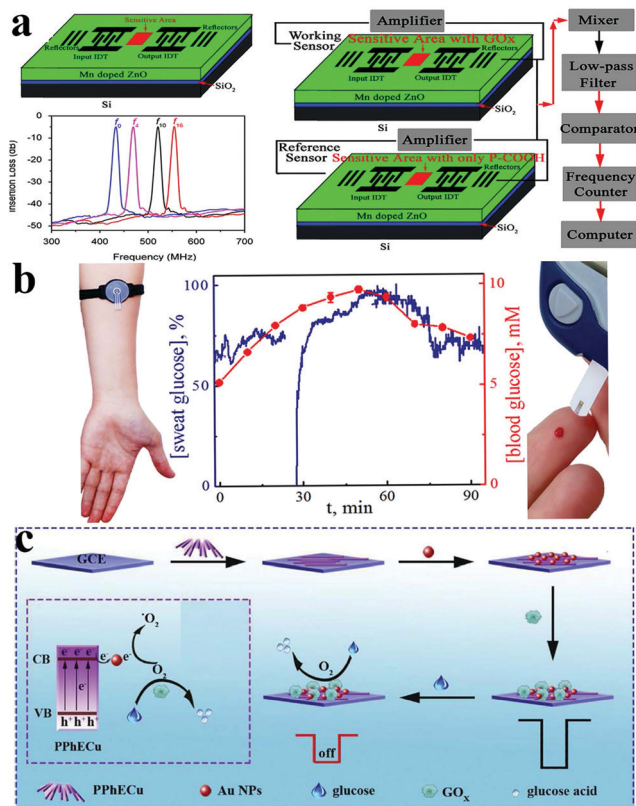 a
Sensitive Area
Reflectors
Reflectors
Input IDT
Output IDT
Mn doped ZnO
SiO2
Si
Insertion Loss (db)
0
-10
-20
-30
-40
-50
f0
f4
f10
f16
300 400 500 600 700
Frequency (MHz)
Amplifier
Working
Sensor
Sensitive Area with GOx
Reflectors
Input IDT
Output IDT
Mn doped ZnO
SiO2
Si
Reference
Sensor
Amplifier
Sensitive Area with only P-COOH
Reflectors
Input IDT
Output IDT
Mn doped ZnO
SiO2
Si
Mixer
Low-pass
Filter
Comparator
Frequency
Counter
Computer
b
[sweat glucose], %
100
75
50
0
0 30 60 90
t, min
10
5
0
[blood glucose], mM
c
GCE
O2
·O2
CB
e- e- e-
e-
e-
O2
e-
VB
h+ h+ h+
PPhECu
off
PPhECu
Au NPs
glucose
GOx
glucose acid